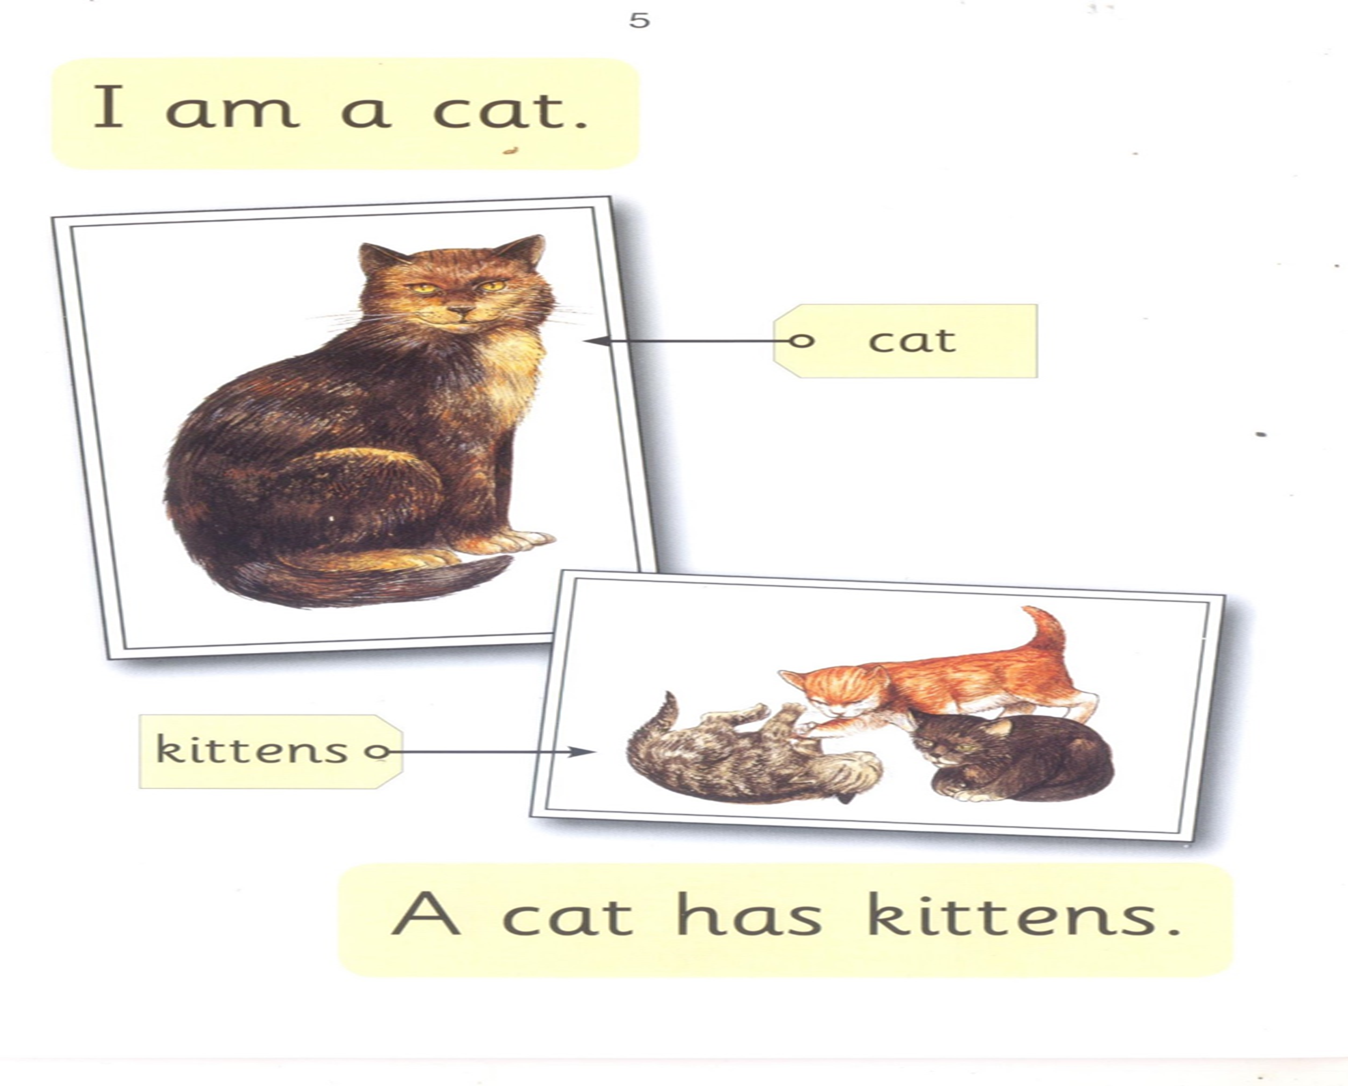 5
I am a cat.
cat
kittens
A cat has kittens.